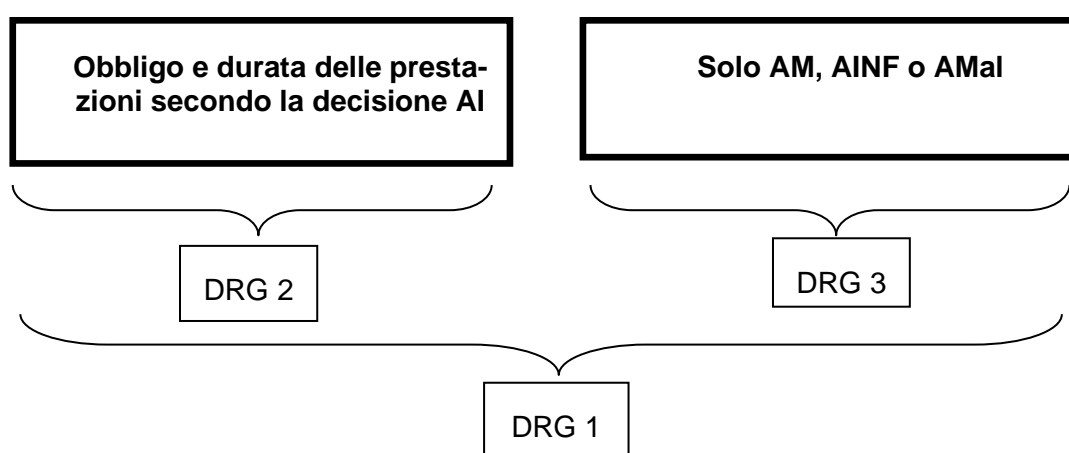 Obbligo e durata delle presta-
zioni secondo la decisione AI
Solo AM, AINF o AMal
DRG 2
DRG 3
DRG 1